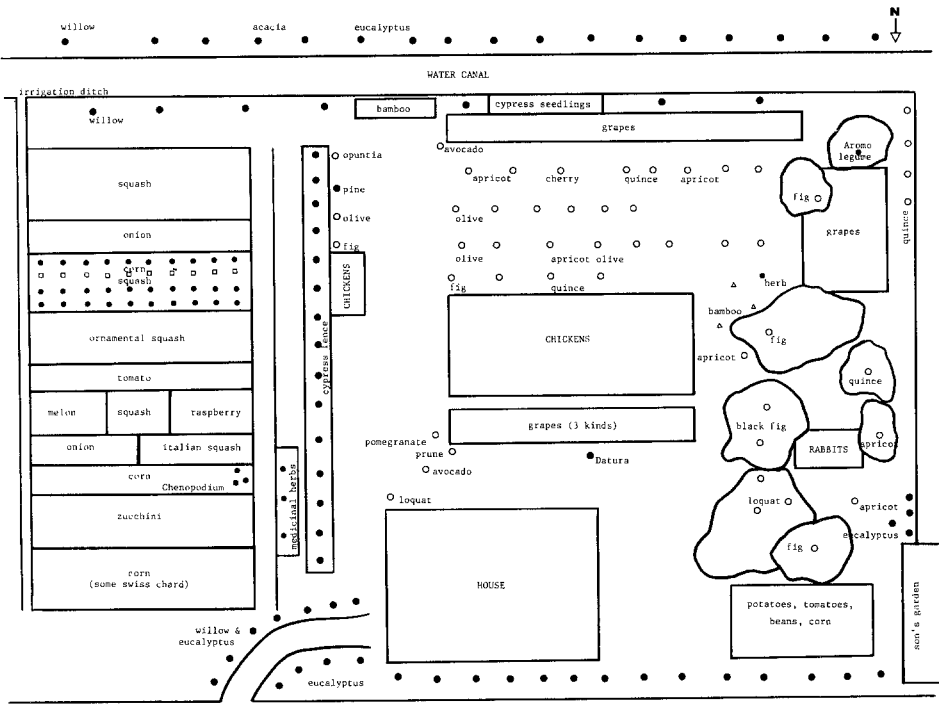 N
willow
acacia
eucalyptus
WATER CANAL
irrigation ditch
willow
bamboo
cypress seedlings
grapes
avocado
Aromo
legume
squash
opuntia
apricot
cherry
quince
apricot
pine
fig
quince
onion
olive
olive
grapes
fig
corn
squash
olive
apricot olive
CHICKENS
fig
quince
herb
bamboo
ornamental squash
cypress fence
CHICKENS
fig
apricot
tomato
quince
melon
squash
raspberry
grapes (3 kinds)
black fig
onion
italian squash
pomegranate
prune
Datura
RABBITS
apricot
corn
Chenopodium
avocado
medicinal herbs
loquat
loquat
apricot
zucchini
eucalyptus
fig
corn
(some swiss chard)
HOUSE
potatoes, tomatoes,
beans, corn
son's garden
willow &
eucalyptus
eucalyptus